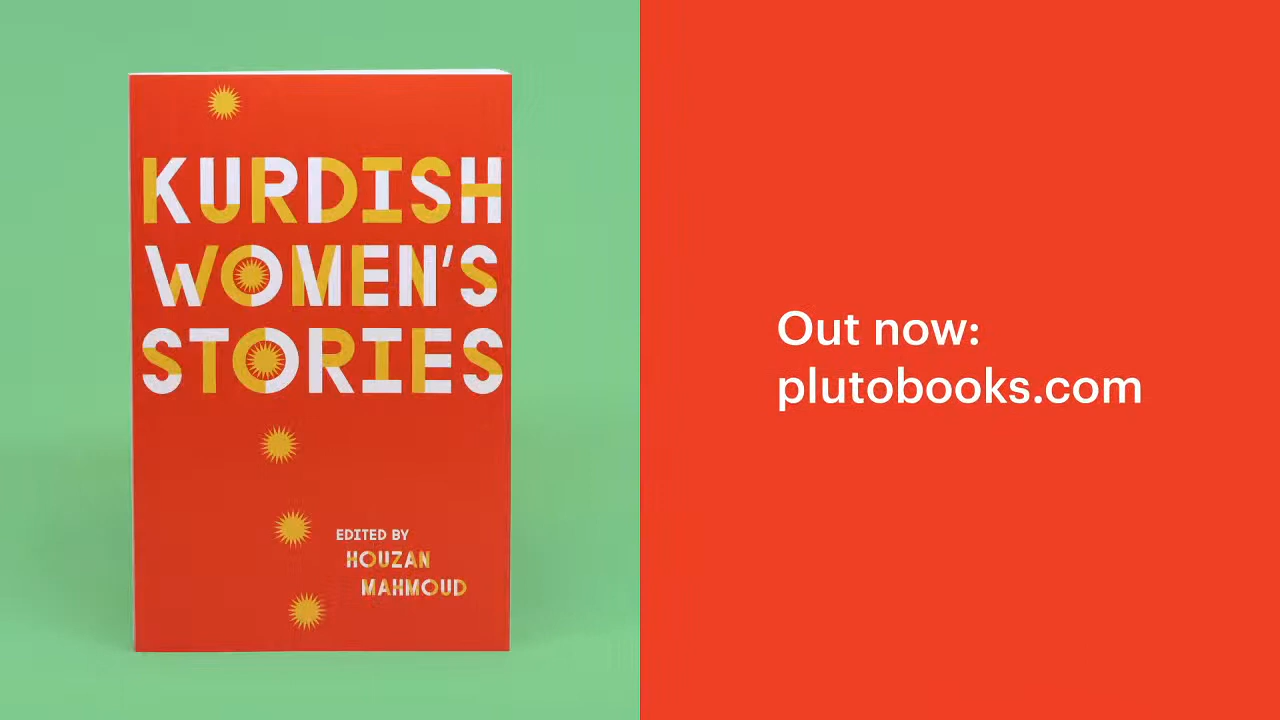 KURDISH
WOMEN'S
STORIES
EDITED BY
HOUZAN
MAHMOUD
Out now:
plutobooks.com